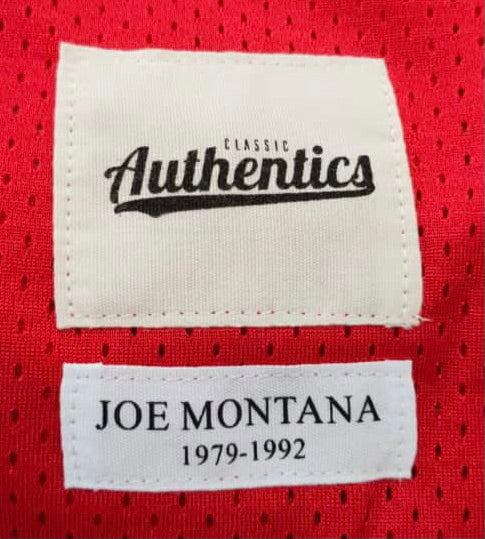 CLASSIC
Authentics
JOE MONTANA
1979-1992